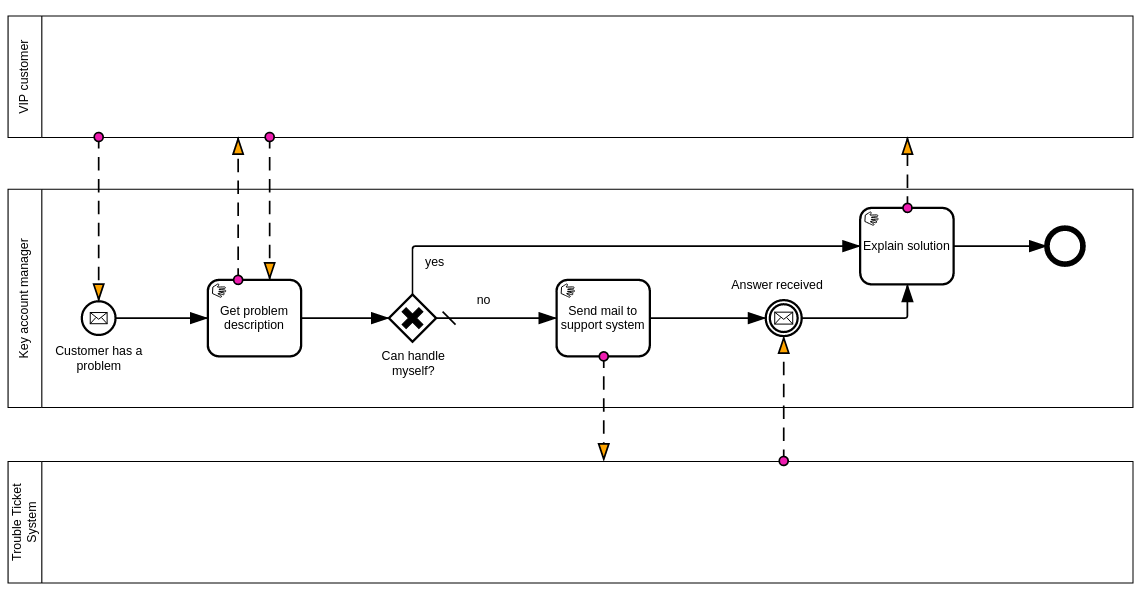 VIP customer
Key account manager
Customer has a
problem
Get problem
description
Can handle
myself?
yes
no
Send mail to
support system
Answer received
Explain solution
Trouble Ticket
System